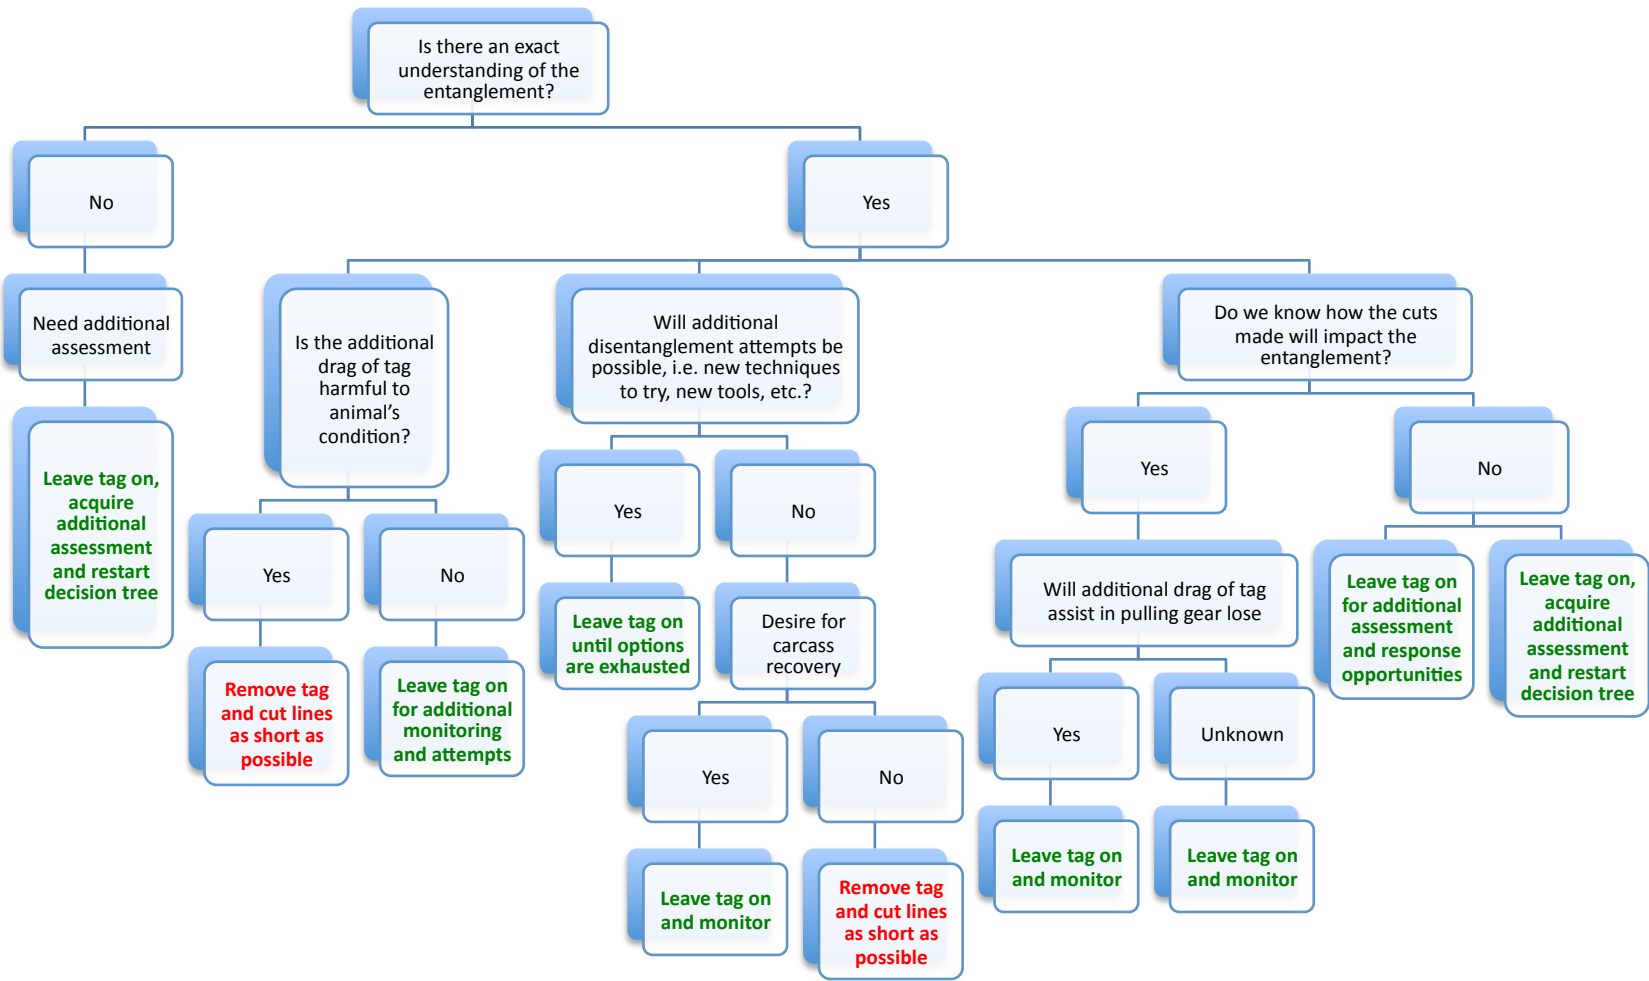 Is there an exact
understanding of the
entanglement?
No
Yes
Need additional
assessment
Leave tag on,
acquire
additional
assessment
and restart
decision tree
Is the additional
drag of tag
harmful to
animal's
condition?
Yes
No
Remove tag
and cut lines
as short as
possible
Leave tag on
for additional
monitoring
and attempts
Will additional
disentanglement attempts be
possible, i.e. new techniques
to try, new tools, etc.?
Yes
No
Leave tag on
until options
are exhausted
Desire for
carcass
recovery
Yes
No
Leave tag on
and monitor
Remove tag
and cut lines
as short as
possible
Do we know how the cuts
made will impact the
entanglement?
Yes
No
Will additional drag of tag
assist in pulling gear lose
Yes
Unknown
Leave tag on
and monitor
Leave tag on
and monitor
Leave tag on
for additional
assessment
and response
opportunities
Leave tag on,
acquire
additional
assessment
and restart
decision tree